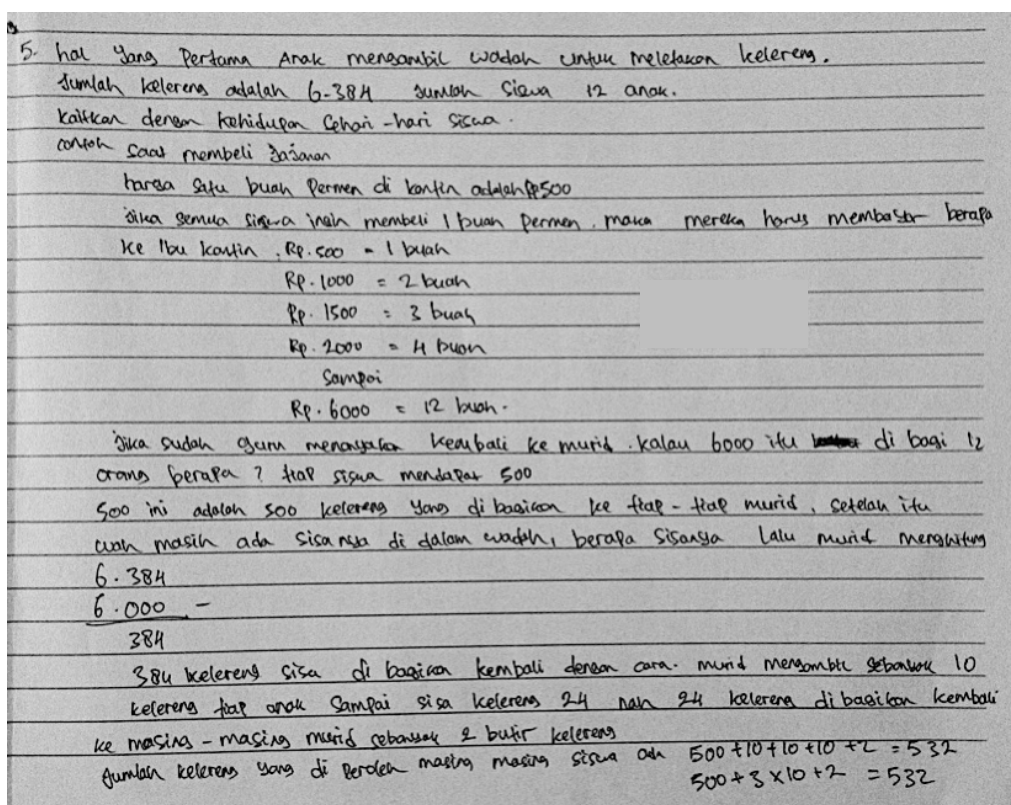 5. hal yang Pertama Anak mengambil wadah untuk meletakan kelereng.
Jumlah kelereng adalah 6.384 Jumlah Siswa 12 anak.
kaitkan dengan kehidupan Sehari-hari siswa.
contoh saat membeli Jajanan
harga satu buah Permen di kantin adalah Rp500
Jika semua siswa ingin membeli 1 buah Permen, maka mereka harus membayar berapa
ke Ibu kantin, Rp. 500 = 1 buah
Rp. 1000 = 2 buah
Rp. 1500 = 3 buah
Rp. 2000 = 4 buah
Sampai
Rp. 6000 = 12 buah.
Jika sudah guru menanyakan kembali ke murid. kalau 6000 itu di bagi 12
orang berapa? tiap siswa mendapat 500
500 ini adalah 500 kelereng yang di bagikan ke tiap-tiap murid, setelah itu
wah masih ada sisanya di dalam wadah, berapa sisanya lalu murid menghitung
6.384
6.000 -
384
384 kelereng sisa di bagikan kembali dengan cara. murid mengambil sebanyak 10
kelereng tiap anak Sampai sisa kelereng 24 nah 24 kelereng di bagikan kembali
ke masing-masing murid sebanyak 2 butir kelereng
Jumlah kelereng yang di Peroleh masing masing siswa ada 500+10+10+10+2=532
500+3×10+2 =532